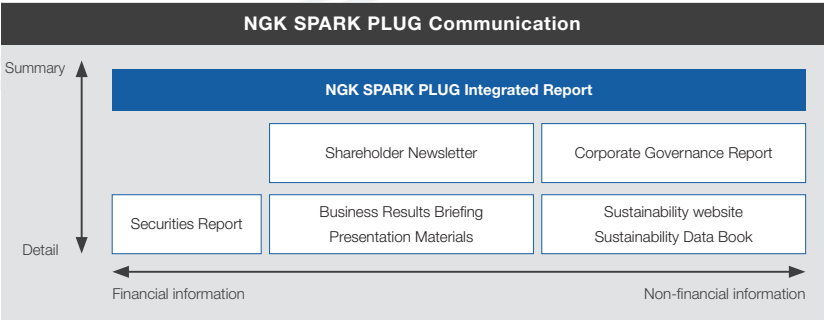 NGK SPARK PLUG Communication
Summary
NGK SPARK PLUG Integrated Report
Shareholder Newsletter
Corporate Governance Report
Securities Report
Business Results Briefing
Presentation Materials
Sustainability website
Sustainability Data Book
Detail
Financial information
Non-financial information